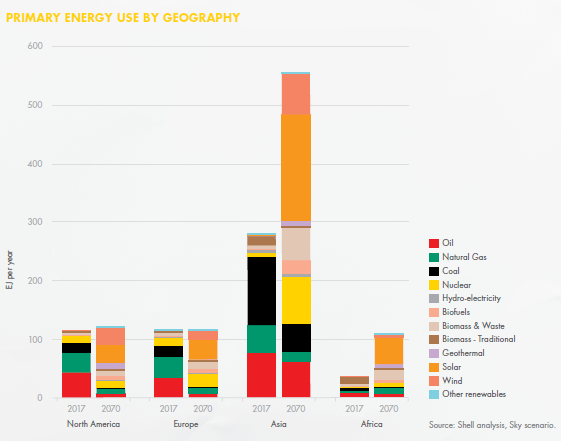 PRIMARY ENERGY USE BY GEOGRAPHY
600
500
400
300
200
100
0
EJ per year
2017 2070 2017 2070 2017 2070 2017 2070
North America Europe Asia Africa
Oil
Natural Gas
Coal
Nuclear
Hydro-electricity
Biofuels
Biomass & Waste
Biomass - Traditional
Geothermal
Solar
Wind
Other renewables
Source: Shell analysis, Sky scenario.